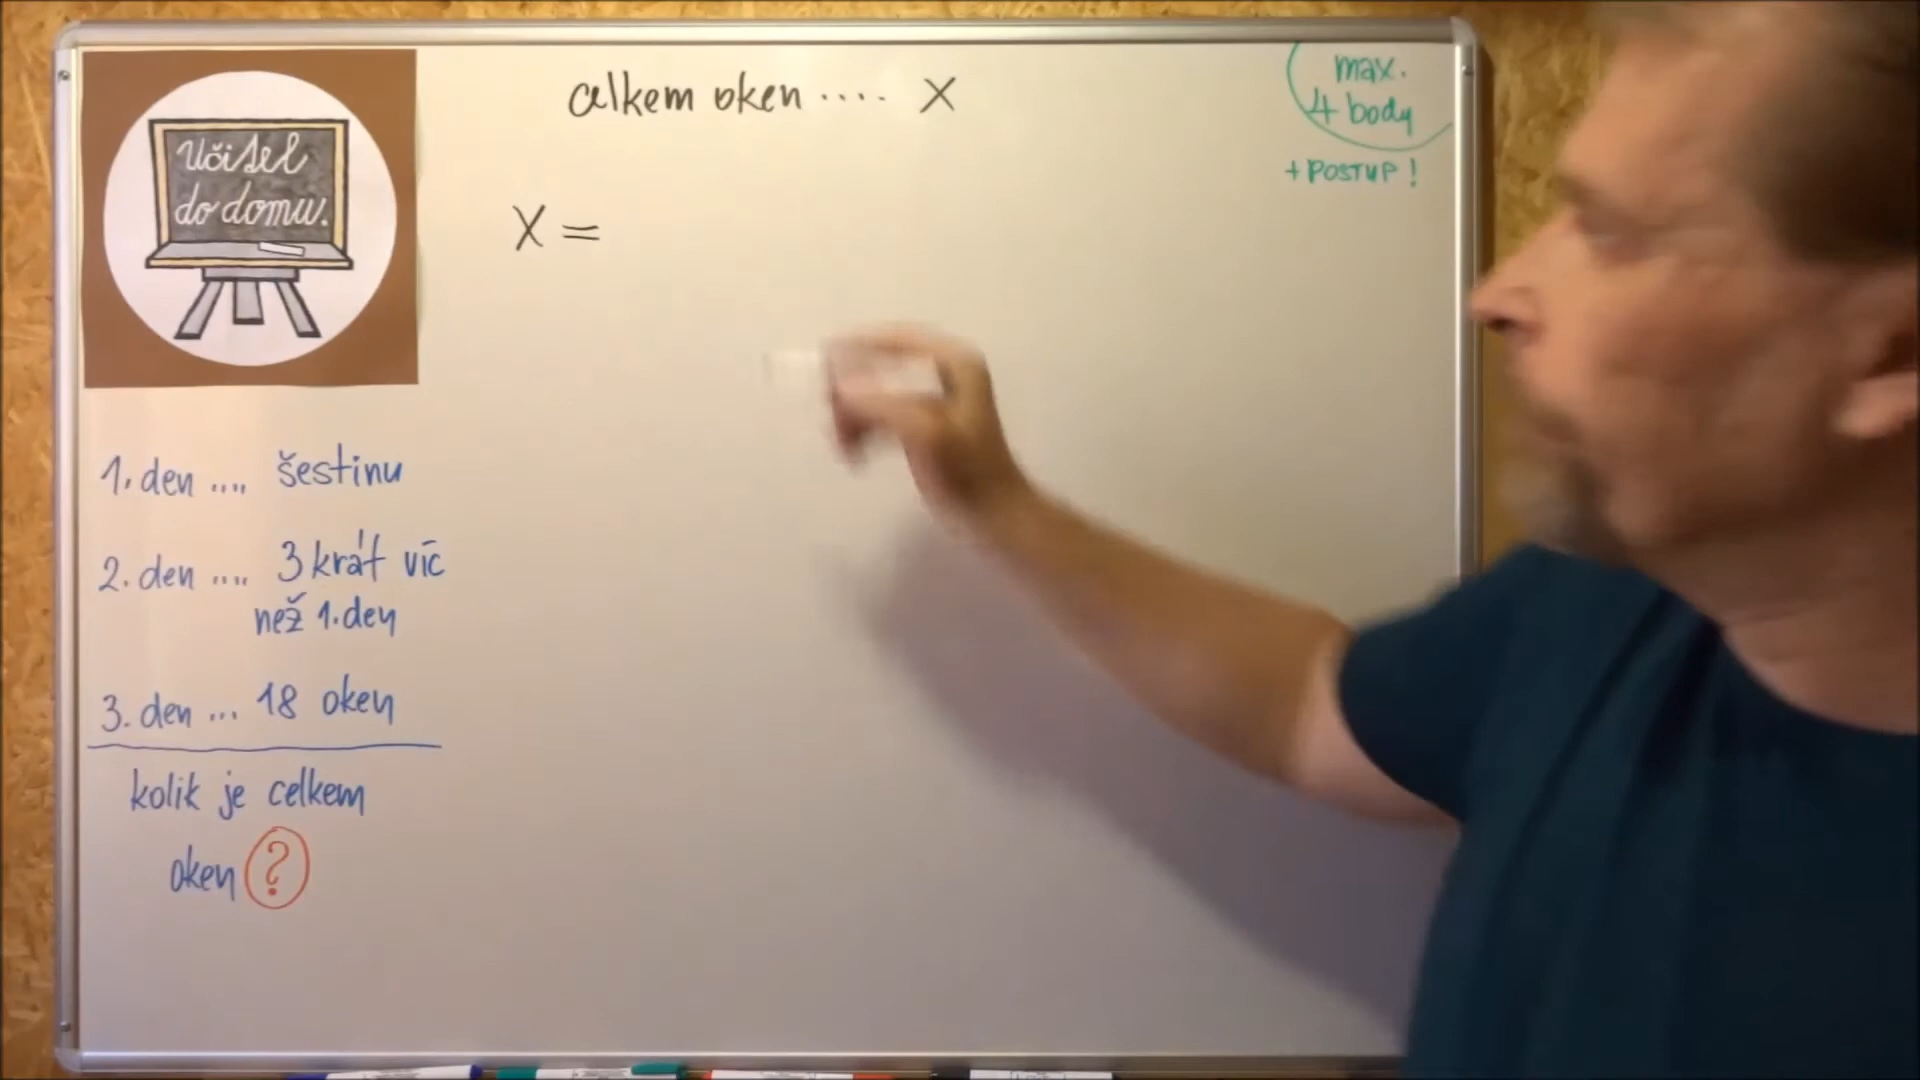 Učitel
do domu.
celkem oken .... X
max.
4 body
+ POSTUP!
X =
1. den .... šestinu
2. den .... 3 krát víc
než 1. den
3. den ... 18 oken
kolik je celkem
oken ?